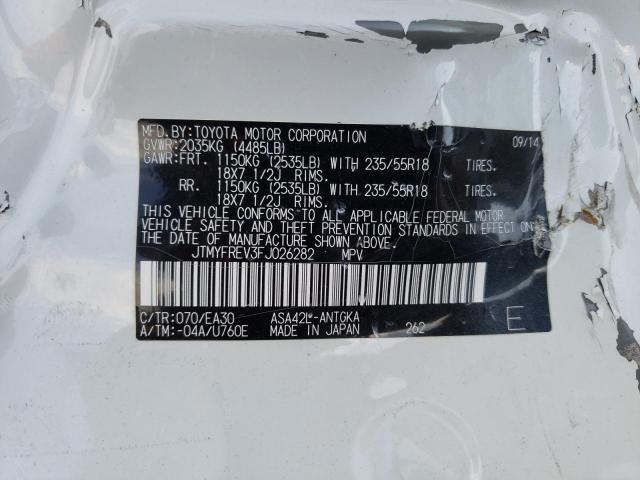 MFD.BY:TOYOTA MOTOR CORPORATION 09/14
GVWR:2035KG (4485LB)
GAWR:FRT. 1150KG (2535LB) WITH 235/55R18 TIRES.
18X7 1/2J RIMS.
RR. 1150KG (2535LB) WITH 235/55R18 TIRES.
18X7 1/2J RIMS.
THIS VEHICLE CONFORMS TO ALL APPLICABLE FEDERAL MOTOR
VEHICLE SAFETY AND THEFT PREVENTION STANDARDS IN EFFECT ON
THE DATE OF MANUFACTURE SHOWN ABOVE.
JTMYFREV3FJ026282 MPV
C/TR:070/EA30 ASA42L-ANTGKA
A/TM:-04A/U760E MADE IN JAPAN 262 E